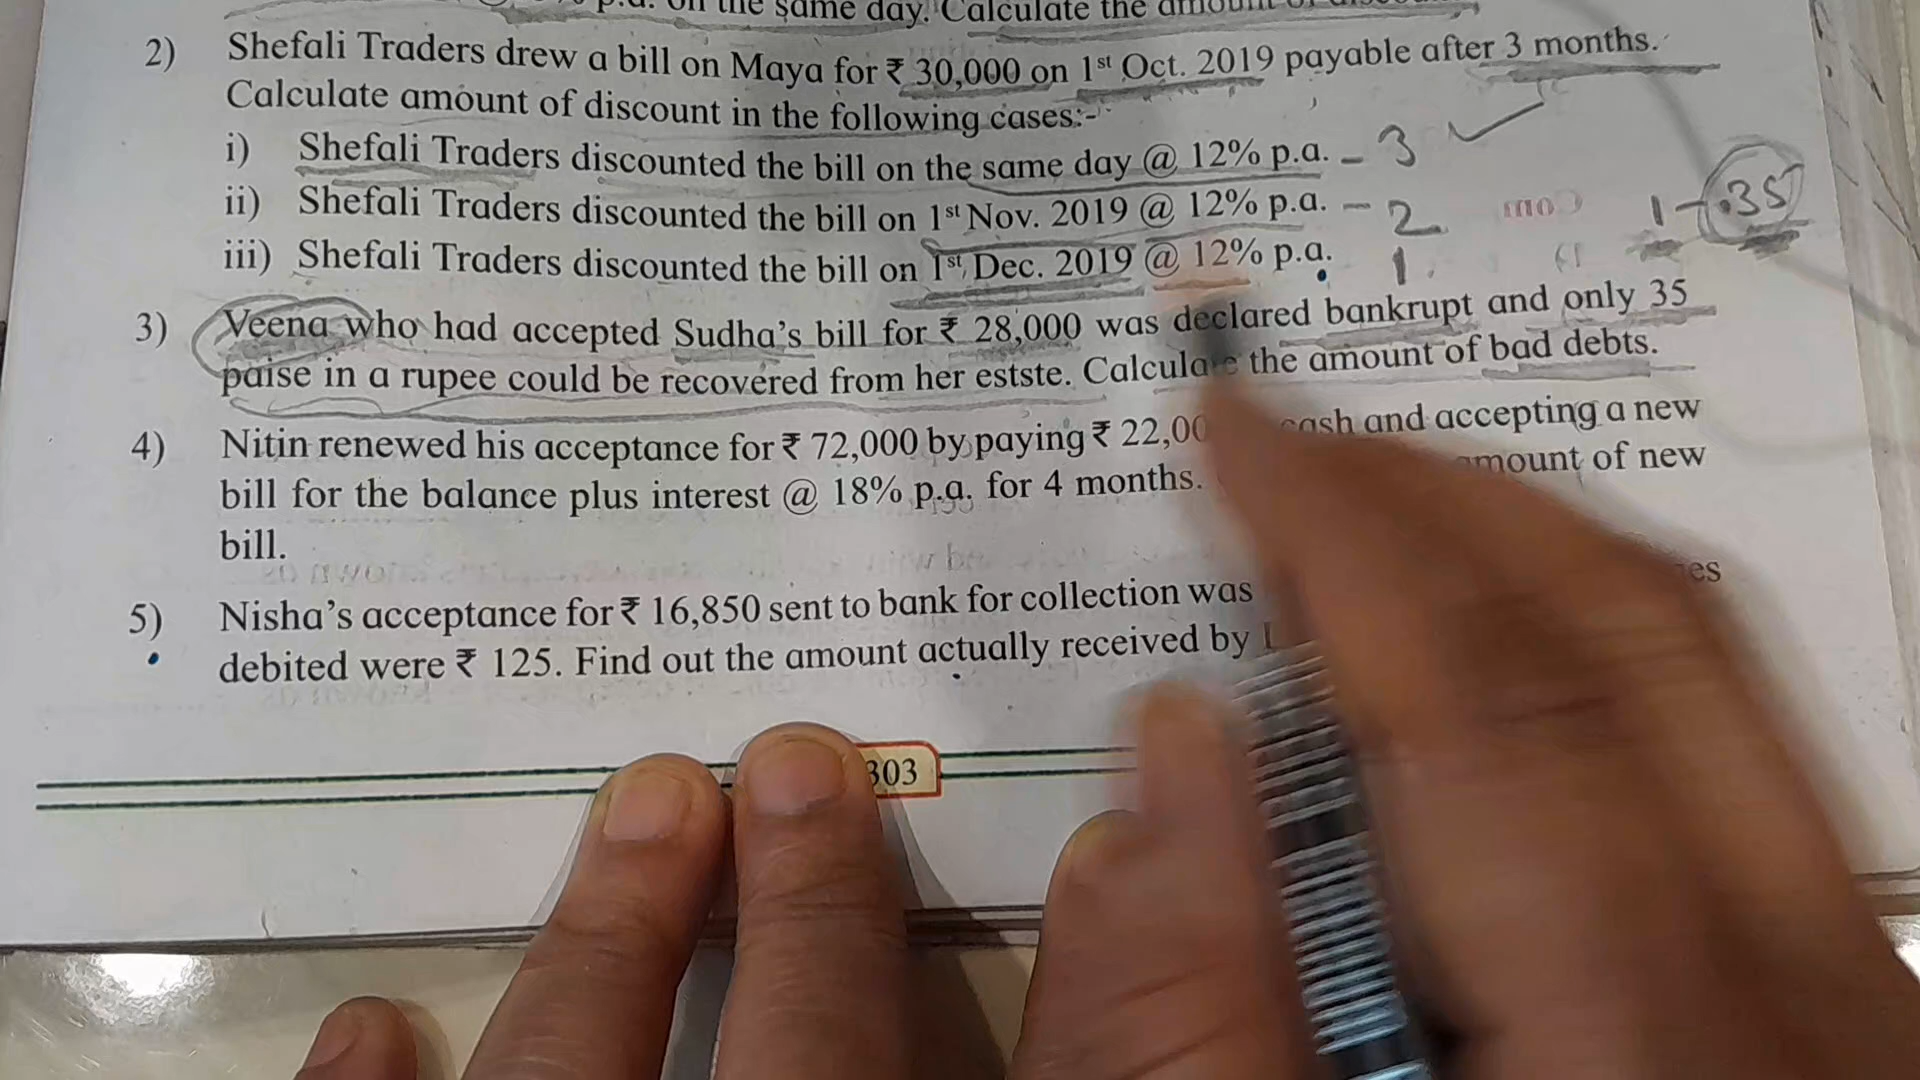 on the same day. Calculate the amount of
2) Shefali Traders drew a bill on Maya for ₹ 30,000 on 1st Oct. 2019 payable after 3 months.
Calculate amount of discount in the following cases:-
i) Shefali Traders discounted the bill on the same day @ 12% p.a. – 3
ii) Shefali Traders discounted the bill on 1st Nov. 2019 @ 12% p.a. – 2 1 - .35
iii) Shefali Traders discounted the bill on 1st Dec. 2019 @ 12% p.a. 1
3) Veena who had accepted Sudha's bill for ₹ 28,000 was declared bankrupt and only 35
paise in a rupee could be recovered from her estste. Calculate the amount of bad debts.
4) Nitin renewed his acceptance for ₹ 72,000 by paying ₹ 22,00 cash and accepting a new
bill for the balance plus interest @ 18% p.a. for 4 months. amount of new
bill.
5) Nisha's acceptance for ₹ 16,850 sent to bank for collection was
debited were ₹ 125. Find out the amount actually received by
303